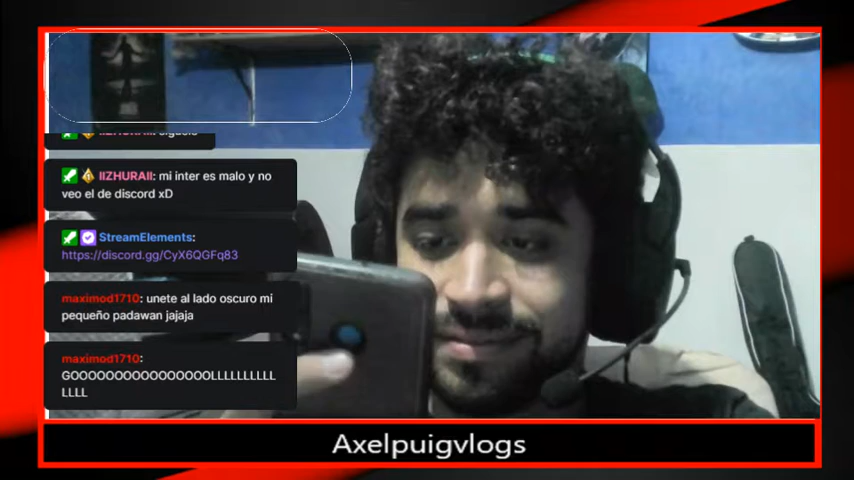 IIZHURAII: mi inter es malo y no
veo el de discord xD
StreamElements:
https://discord.gg/CyX6QGFq83
maximod1710: unete al lado oscuro mi
pequeño padawan jajaja
maximod1710:
GOOOOOOOOOOOOOOOOLLLLLLLLLL
LLLL
Axelpuigvlogs